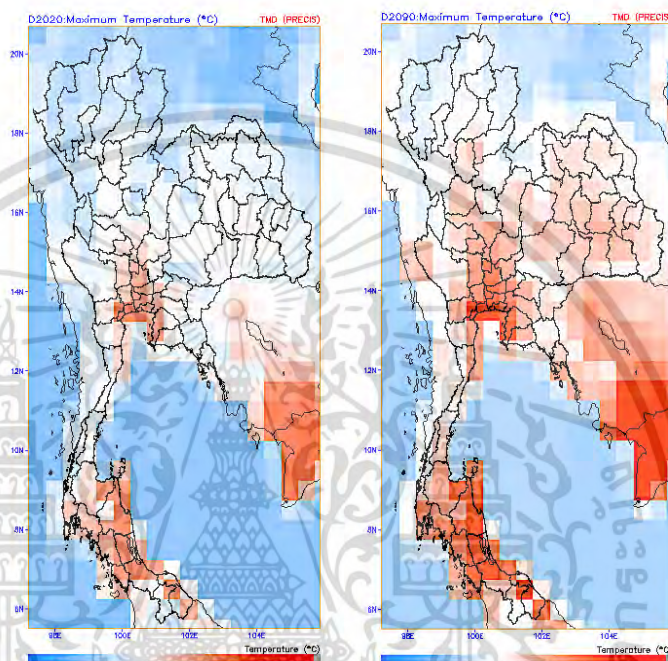 D2020:Maximum Temperature (°C) TMD (PRECIS)
20N
18N
16N
14N
12N
10N
8N
6N
98E 100E 102E 104E
Temperature (°C)
D2090:Maximum Temperature (°C) TMD (PRECIS)
20N
18N
16N
14N
12N
10N
8N
6N
98E 100E 102E 104E
Temperature (°C)